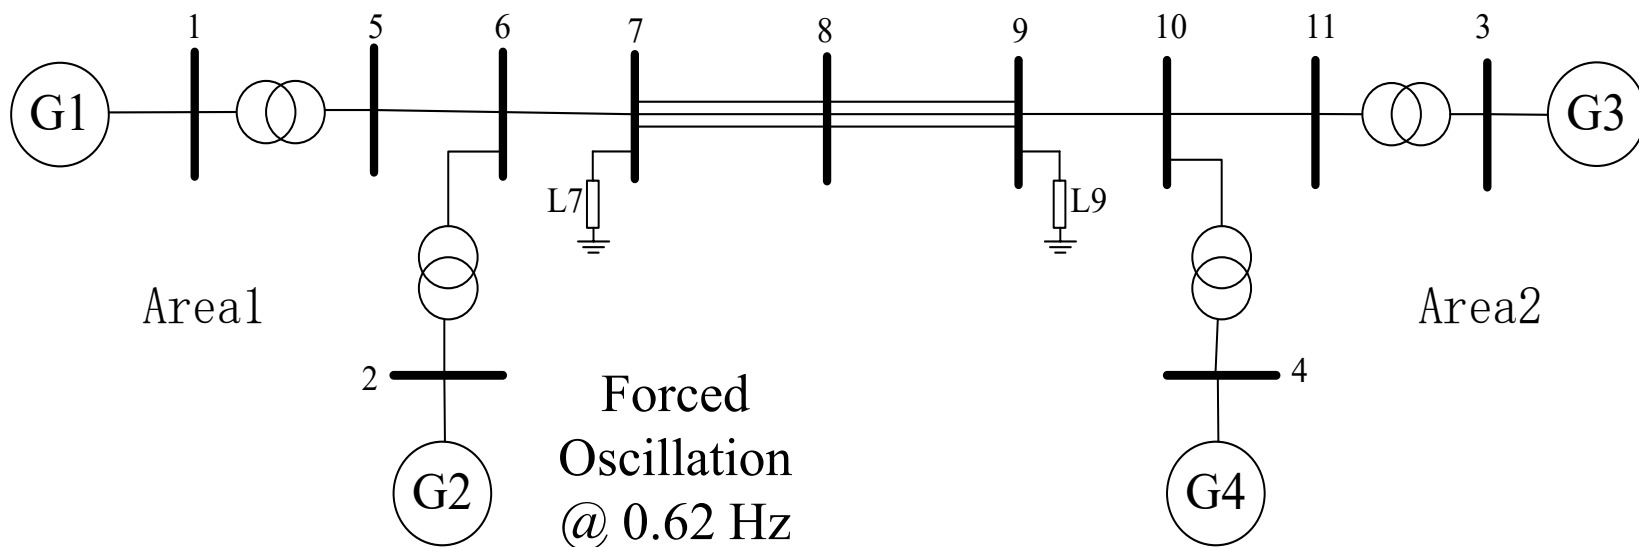 1
5
6
7
8
9
10
11
3
G1
G3
L7
L9
Area1
Area2
2
4
Forced
Oscillation
@ 0.62 Hz
G2
G4